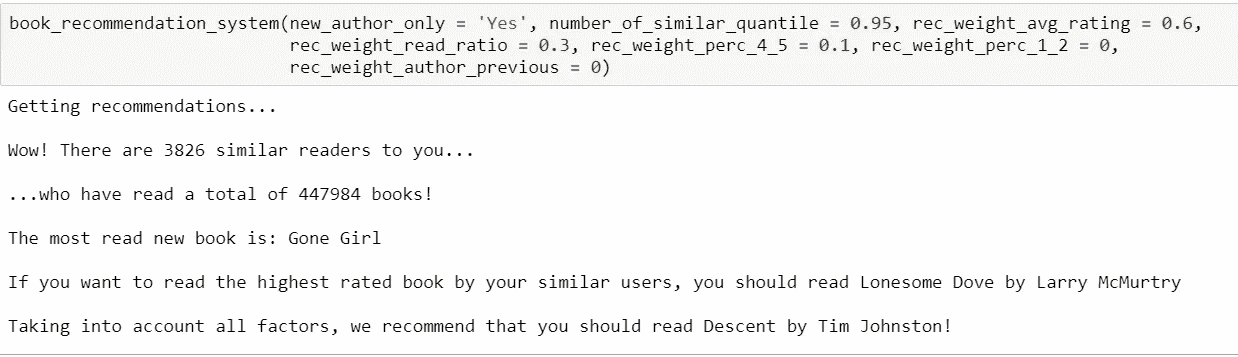 book_recommendation_system(new_author_only = 'Yes', number_of_similar_quantile = 0.95, rec_weight_avg_rating = 0.6,
rec_weight_read_ratio = 0.3, rec_weight_perc_4_5 = 0.1, rec_weight_perc_1_2 = 0,
rec_weight_author_previous = 0)
Getting recommendations...
Wow! There are 3826 similar readers to you...
...who have read a total of 447984 books!
The most read new book is: Gone Girl
If you want to read the highest rated book by your similar users, you should read Lonesome Dove by Larry McMurtry
Taking into account all factors, we recommend that you should read Descent by Tim Johnston!